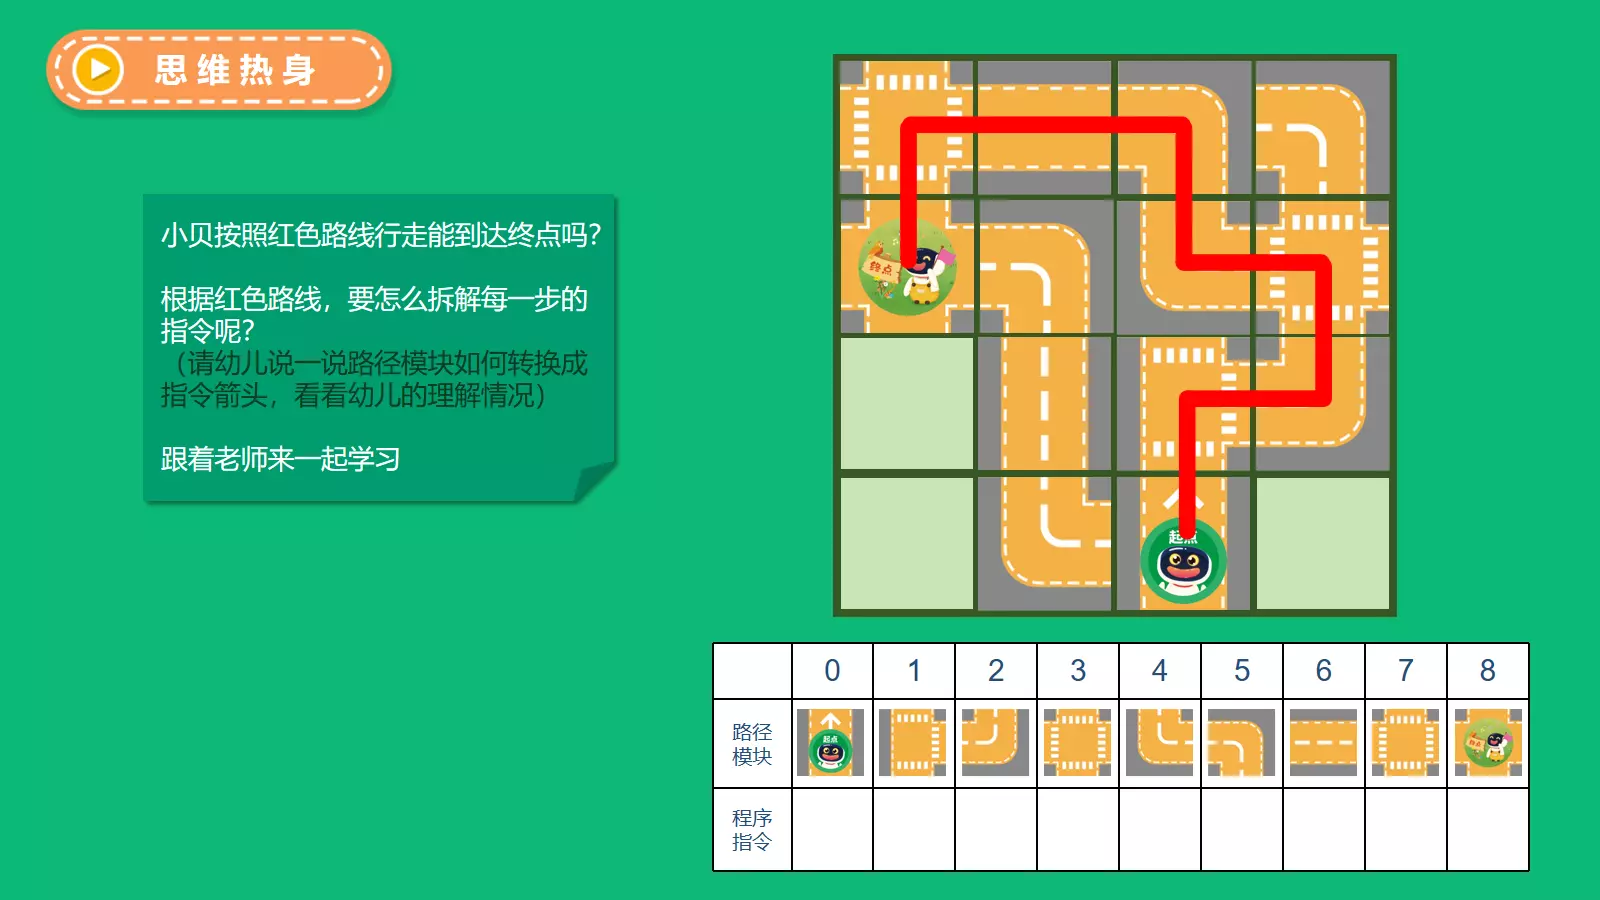 思维热身
小贝按照红色路线行走能到达终点吗？
根据红色路线，要怎么拆解每一步的
指令呢？
（请幼儿说一说路径模块如何转换成
指令箭头，看看幼儿的理解情况）
跟着老师来一起学习
终点
起点
0 1 2 3 4 5 6 7 8
路径
模块
起点
终点
程序
指令